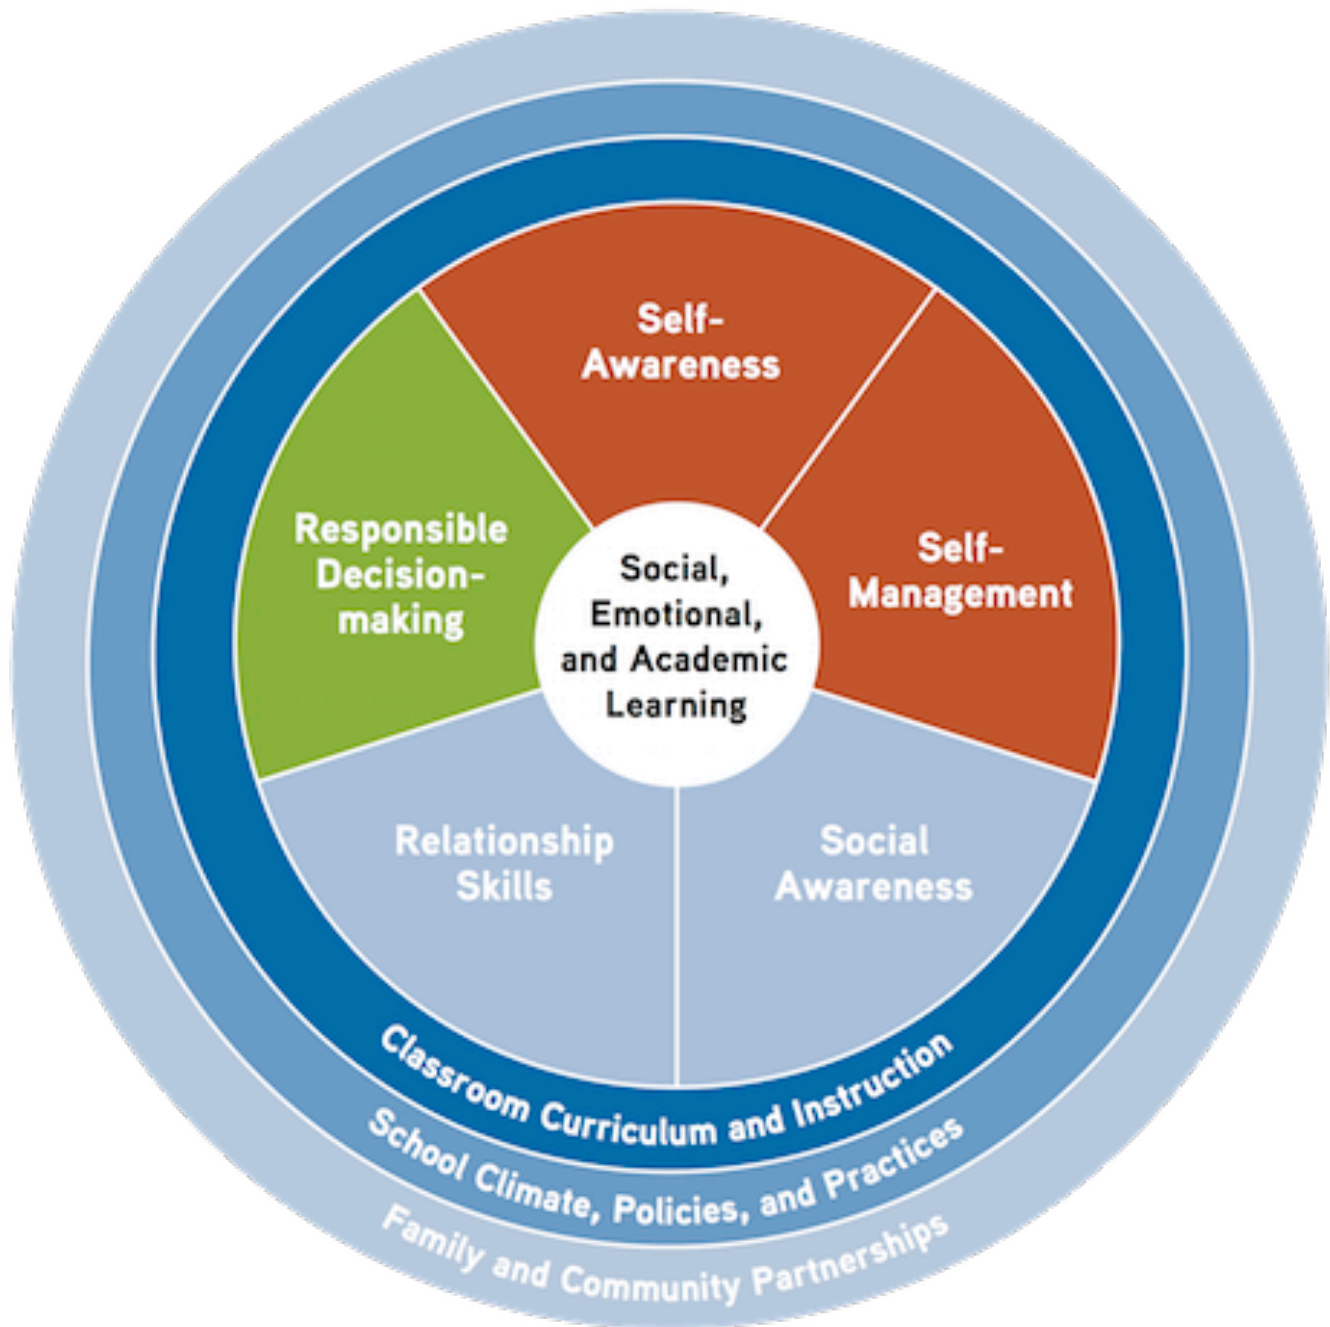 Self-
Awareness
Self-
Management
Responsible
Decision-
making
Social,
Emotional,
and Academic
Learning
Relationship
Skills
Social
Awareness
Classroom Curriculum and Instruction
School Climate, Policies, and Practices
Family and Community Partnerships